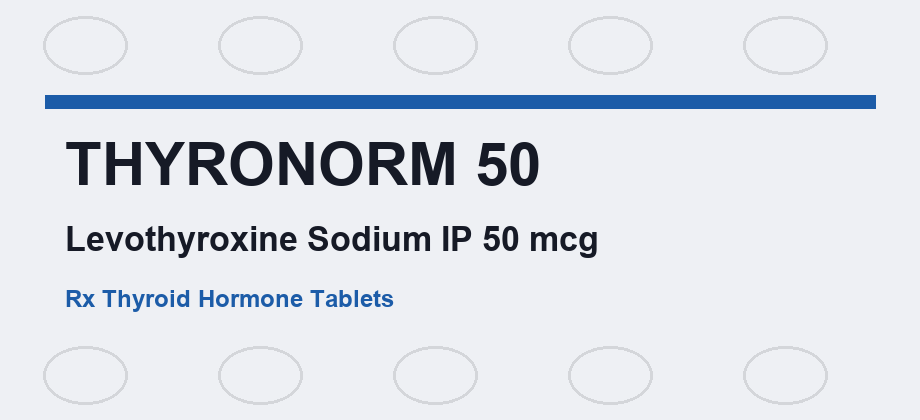 THYRONORM 50
Levothyroxine Sodium IP 50 mcg
Rx Thyroid Hormone Tablets